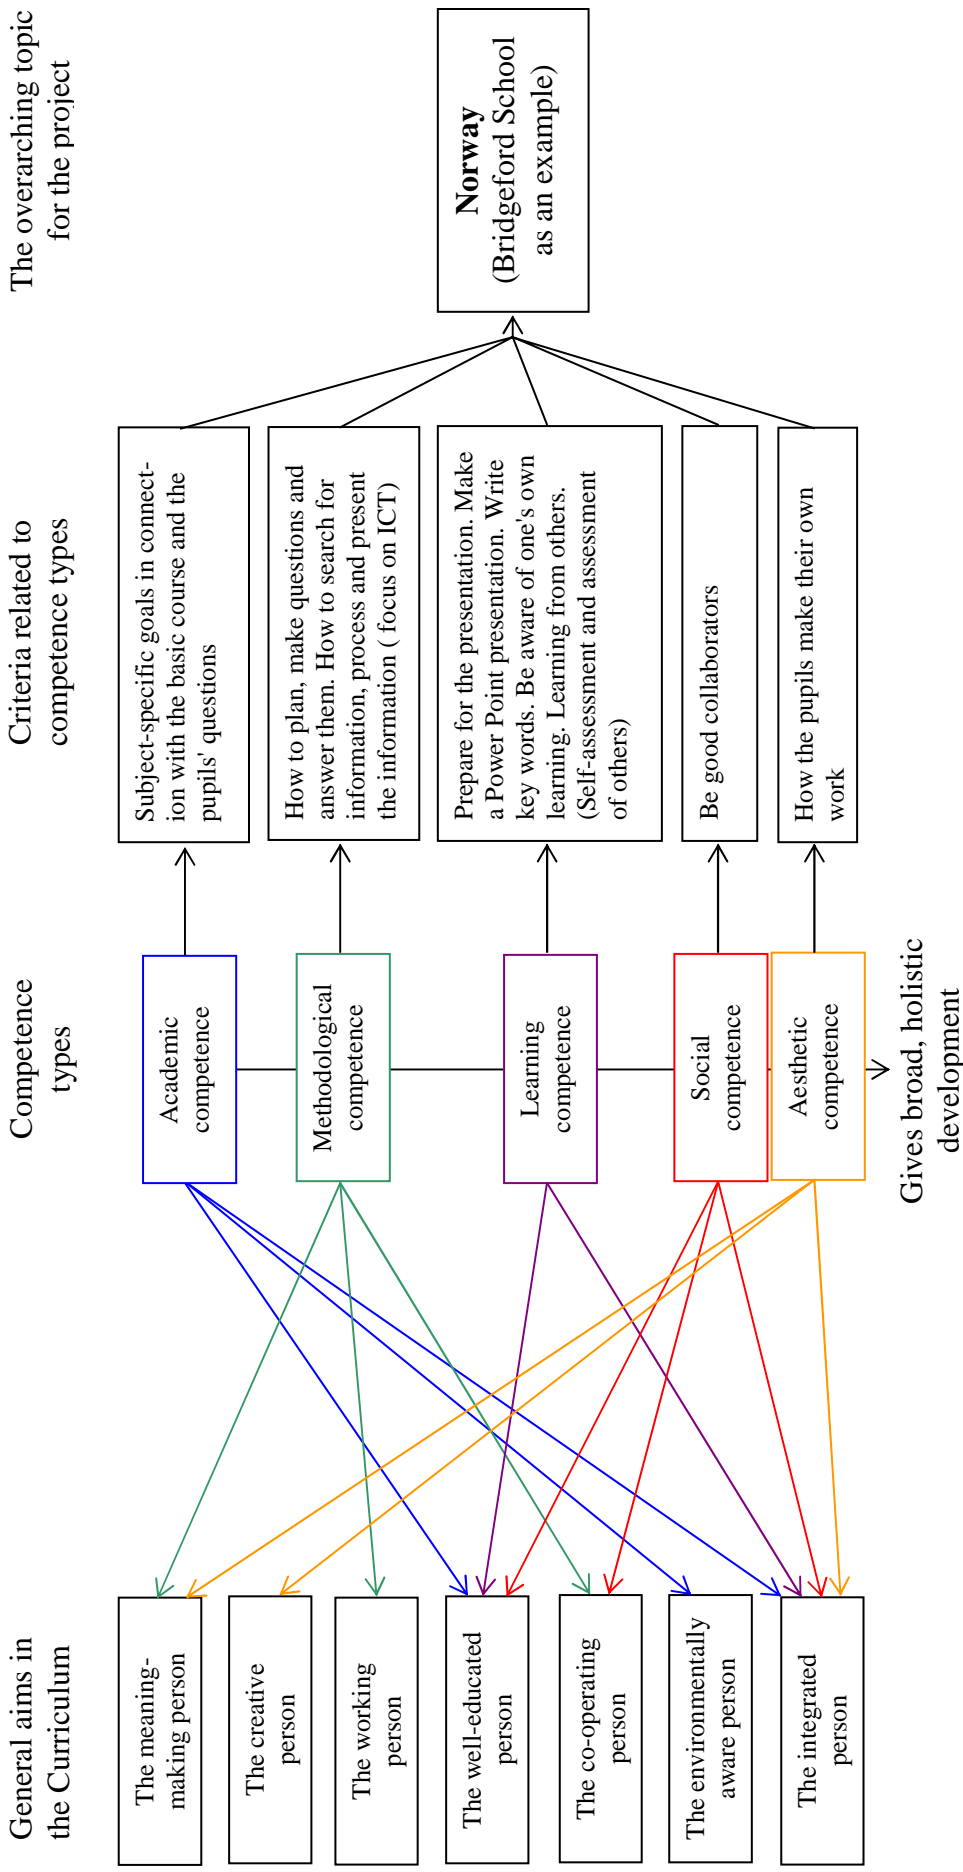 General aims in
the Curriculum
The meaning-
making person
The creative
person
The working
person
The well-educated
person
The co-operating
person
The environmentally
aware person
The integrated
person
Competence
types
Academic
competence
Methodological
competence
Learning
competence
Social
competence
Aesthetic
competence
Gives broad, holistic
development
Criteria related to
competence types
Subject-specific goals in connect-
ion with the basic course and the
pupils' questions
How to plan, make questions and
answer them. How to search for
information, process and present
the information ( focus on ICT)
Prepare for the presentation. Make
a Power Point presentation. Write
key words. Be aware of one's own
learning. Learning from others.
(Self-assessment and assessment
of others)
Be good collaborators
How the pupils make their own
work
The overarching topic
for the project
Norway
(Bridgeford School
as an example)